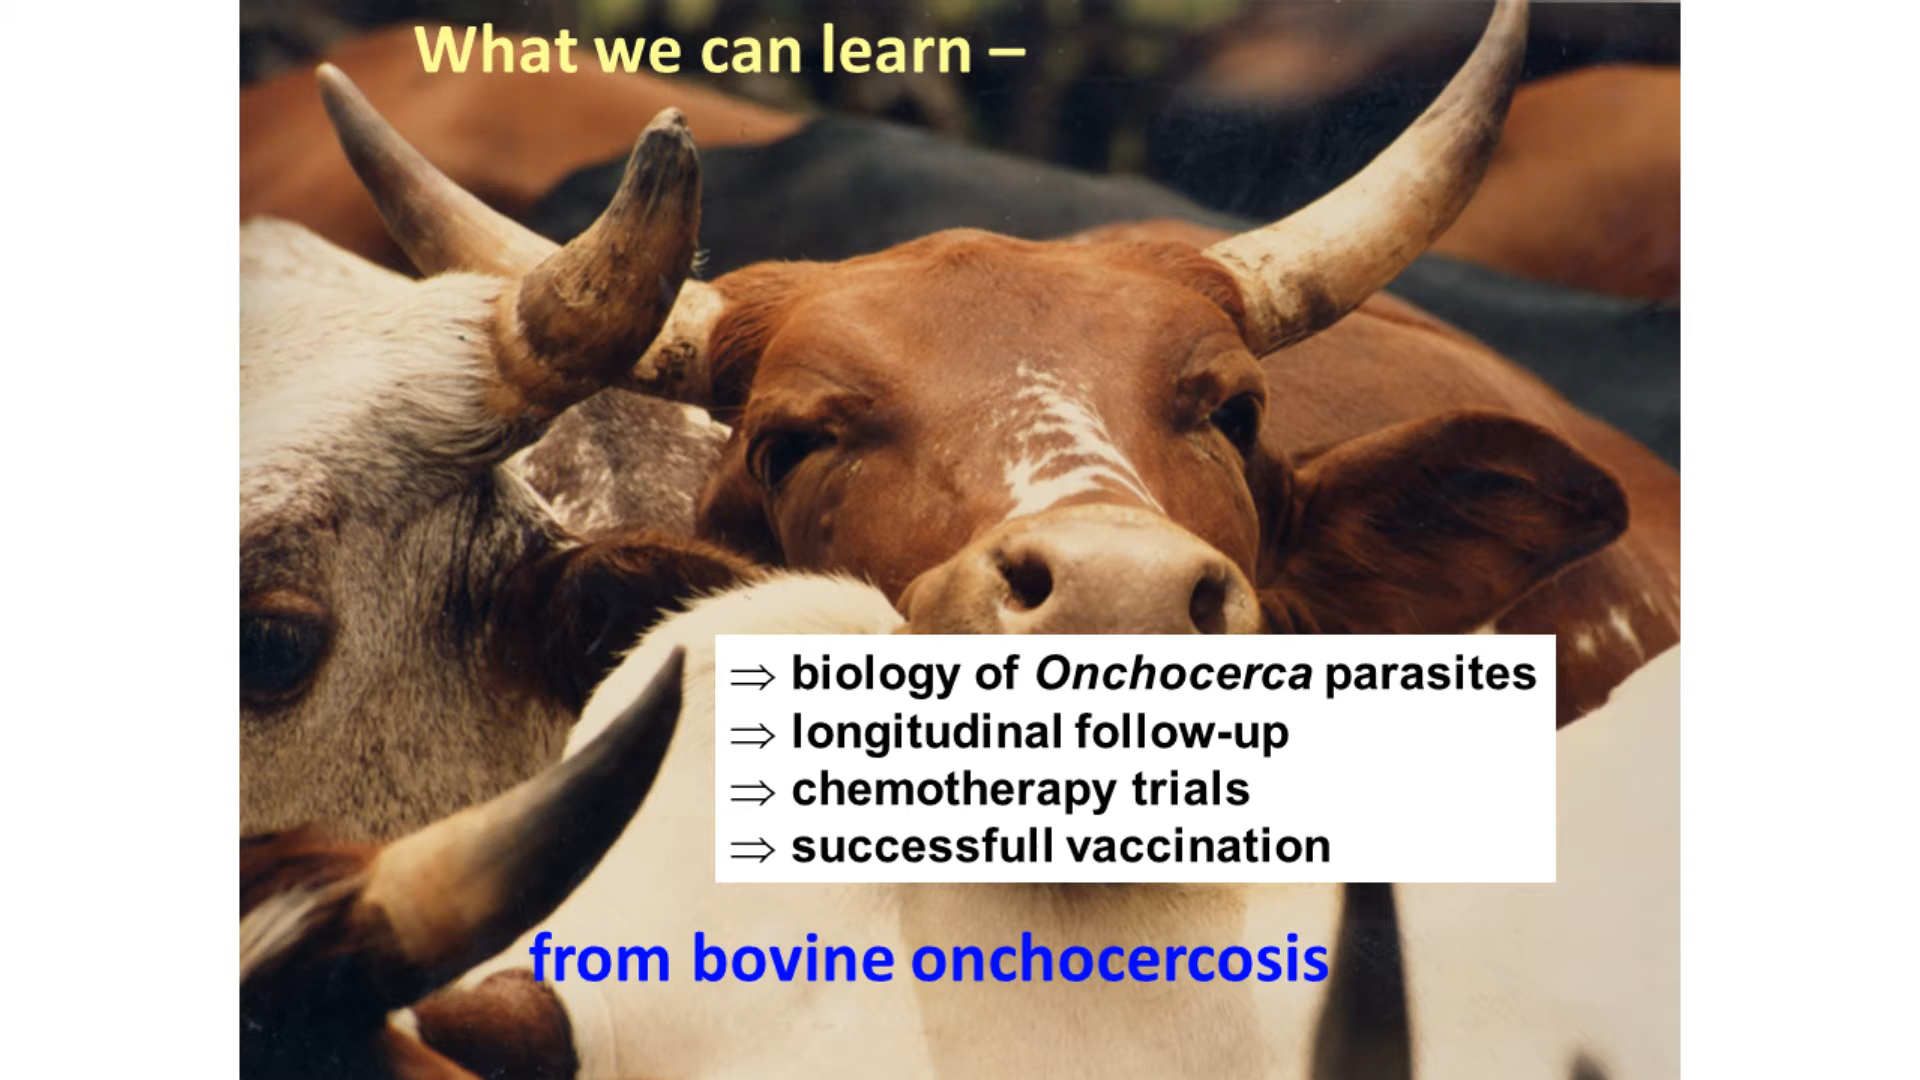 What we can learn –
⇒ biology of Onchocerca parasites
⇒ longitudinal follow-up
⇒ chemotherapy trials
⇒ successfull vaccination
from bovine onchocercosis